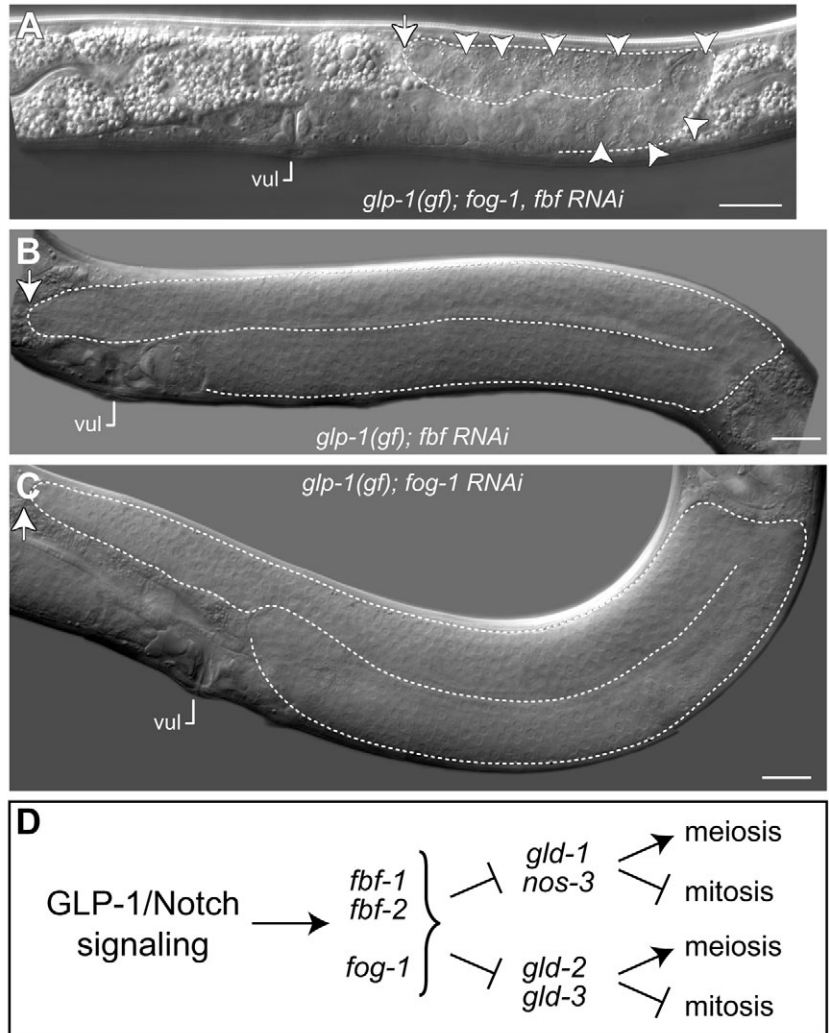 A
vul
glp-1(gf); fog-1, fbf RNAi
B
vul
glp-1(gf); fbf RNAi
C
glp-1(gf); fog-1 RNAi
vul
D
GLP-1/Notch
signaling
fbf-1
fbf-2
fog-1
gld-1
nos-3
meiosis
mitosis
gld-2
gld-3
meiosis
mitosis